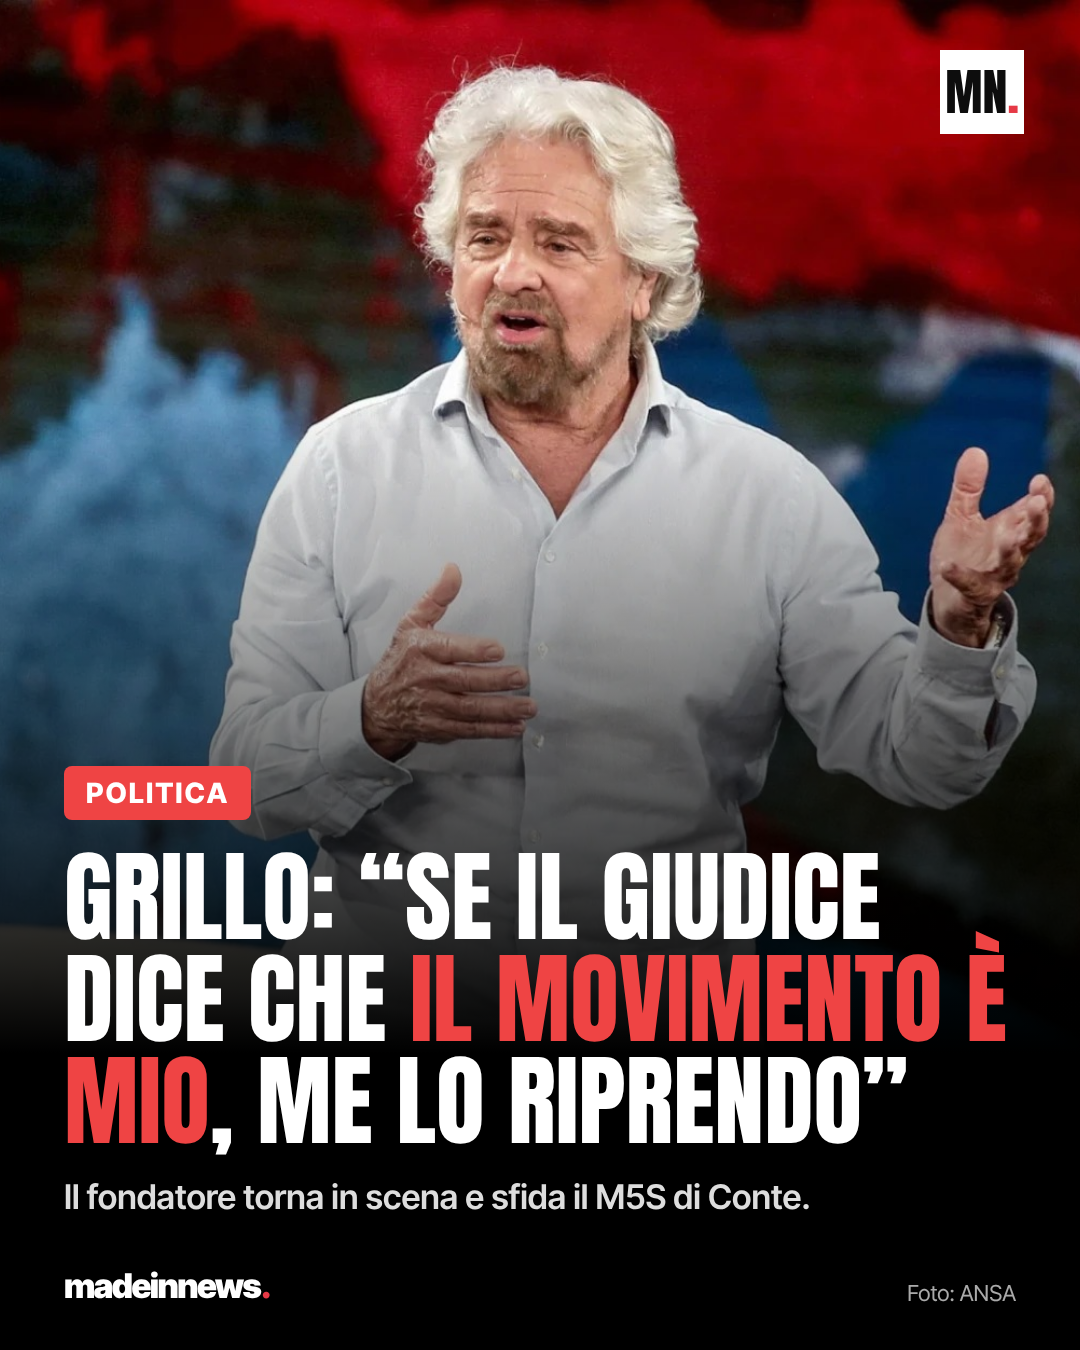 MN.
POLITICA
GRILLO: “SE IL GIUDICE
DICE CHE IL MOVIMENTO È
MIO, ME LO RIPRENDO”
Il fondatore torna in scena e sfida il M5S di Conte.
madeinnews.
Foto: ANSA